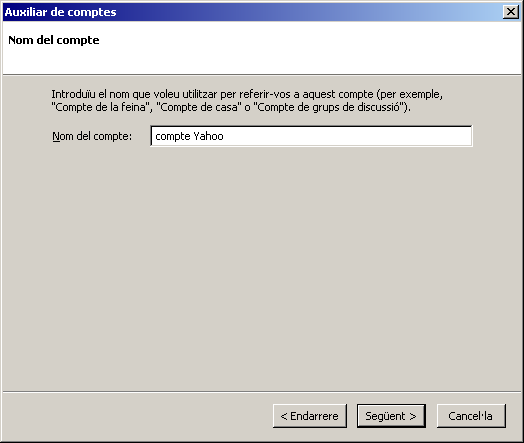 Auxiliar de comptes
Nom del compte
Introduïu el nom que voleu utilitzar per referir-vos a aquest compte (per exemple,
"Compte de la feina", "Compte de casa" o "Compte de grups de discussió").
Nom del compte: compte Yahoo
< Endarrere Següent > Cancel·la